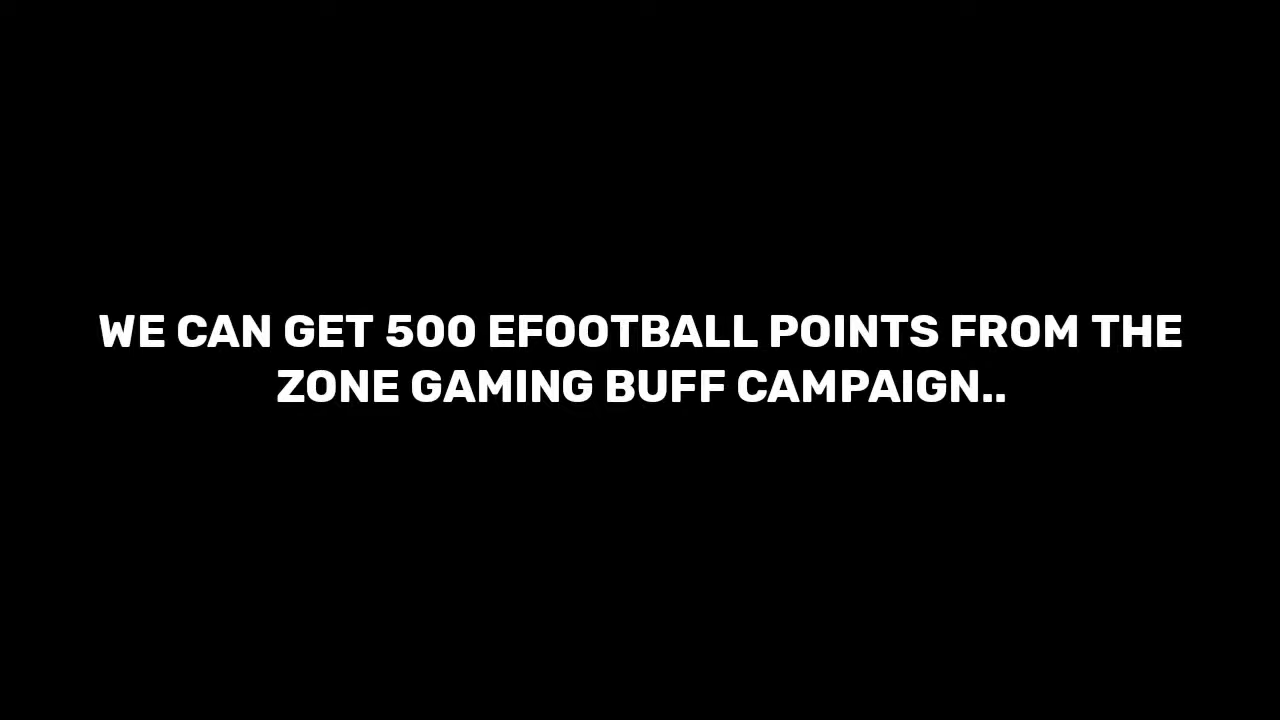 WE CAN GET 500 EFOOTBALL POINTS FROM THE
ZONE GAMING BUFF CAMPAIGN..